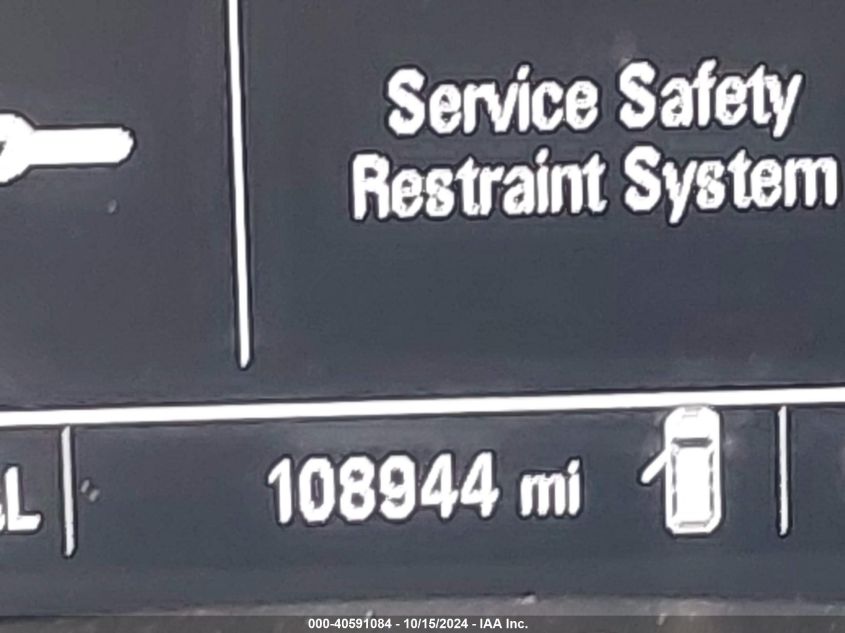 Service Safety
Restraint System
108944 mi
000-40591084 - 10/15/2024 - IAA Inc.